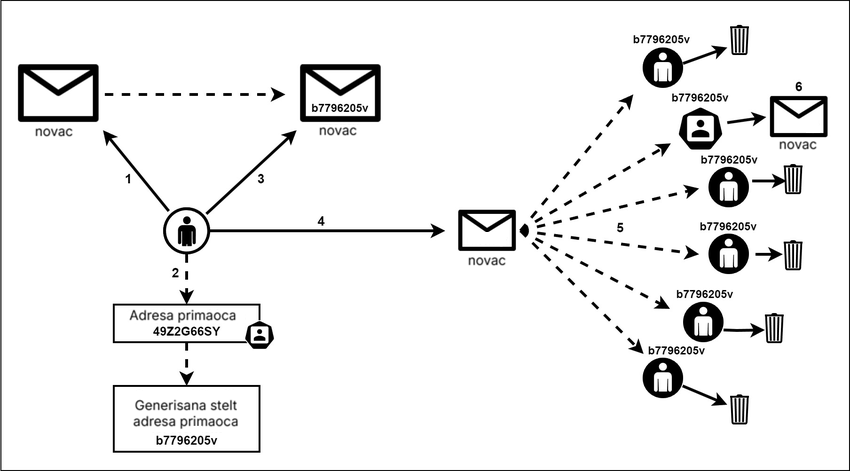 novac
b7796205v
novac
1
3
2
Adresa primaoca
49Z2G66SY
Generisana stelt
adresa primaoca
b7796205v
4
novac
5
b7796205v
b7796205v
6
novac
b7796205v
b7796205v
b7796205v
b7796205v